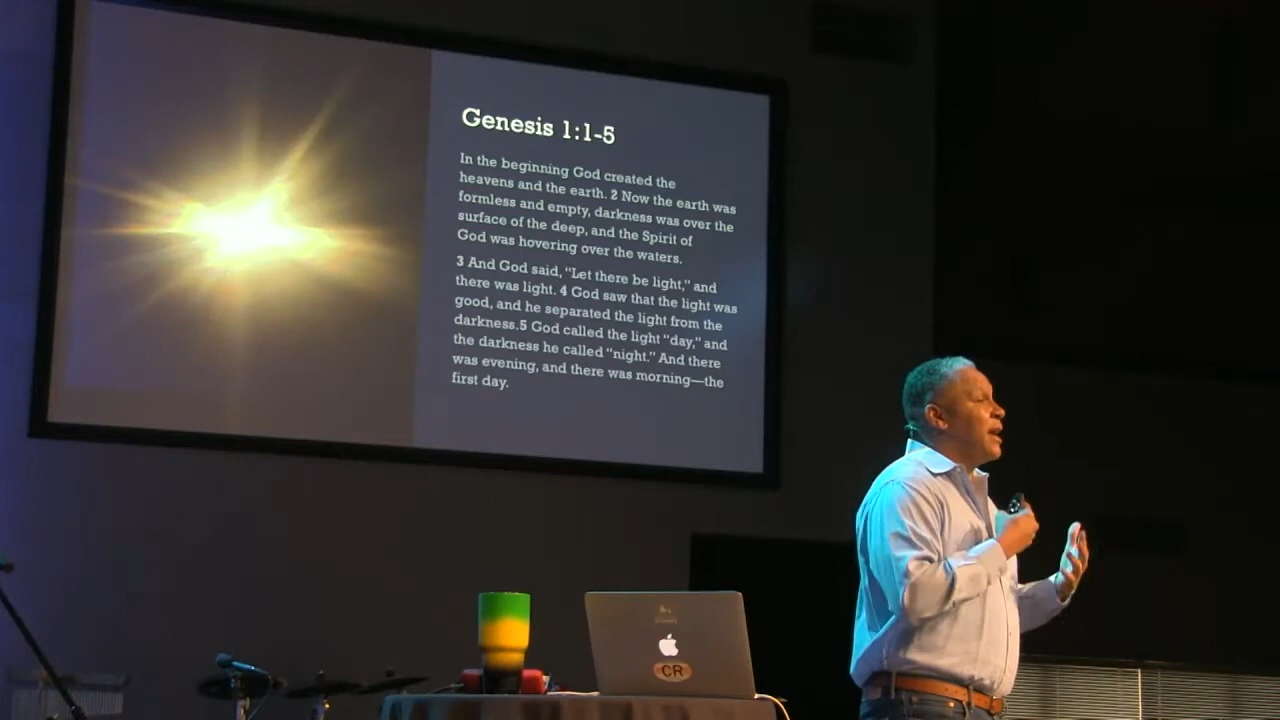 Genesis 1:1-5
In the beginning God created the
heavens and the earth. 2 Now the earth was
formless and empty, darkness was over the
surface of the deep, and the Spirit of
God was hovering over the waters.
3 And God said, “Let there be light,” and
there was light. 4 God saw that the light was
good, and he separated the light from the
darkness.5 God called the light “day,” and
the darkness he called “night.” And there
was evening, and there was morning—the
first day.
CR